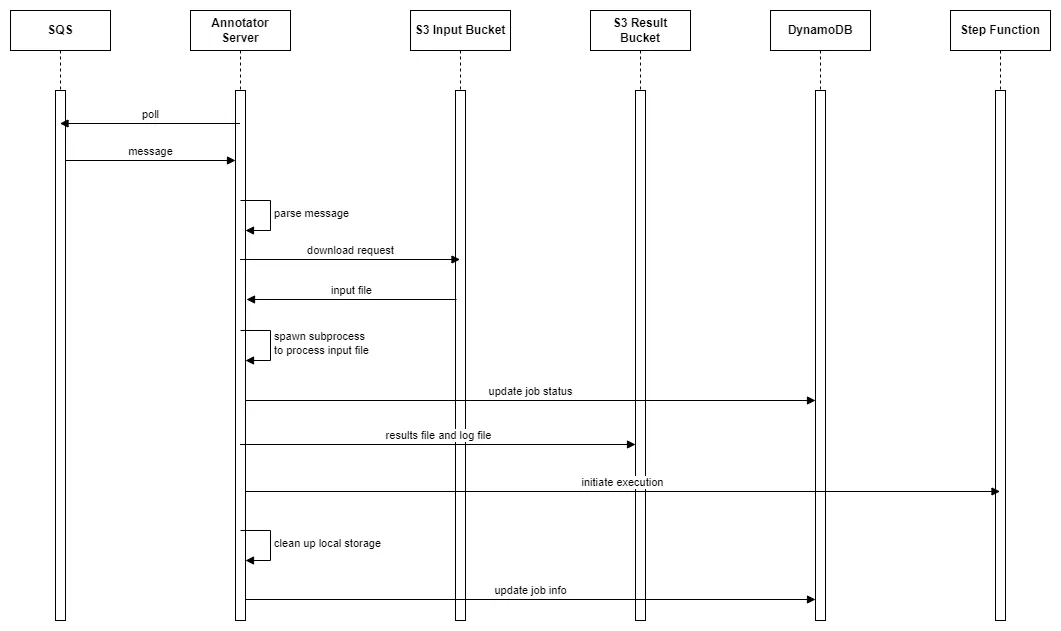 SQS
Annotator
Server
S3 Input Bucket
S3 Result
Bucket
DynamoDB
Step Function
poll
message
parse message
download request
input file
spawn subprocess
to process input file
update job status
results file and log file
initiate execution
clean up local storage
update job info